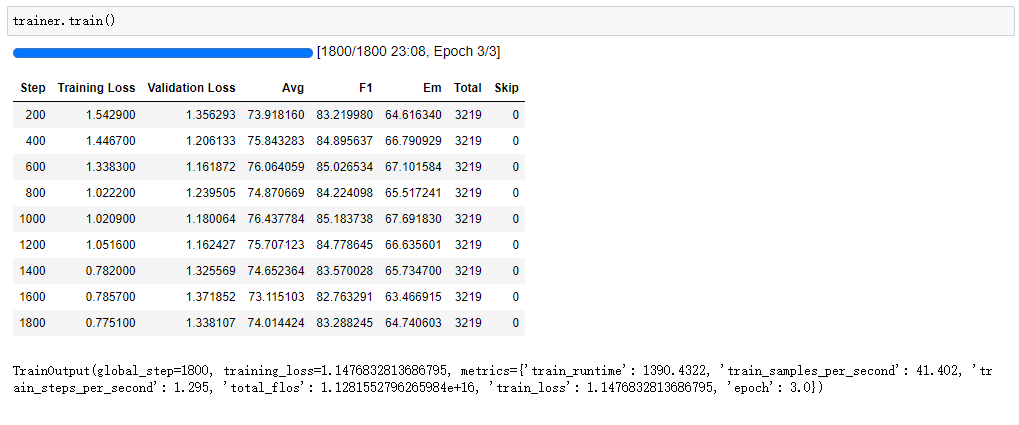 trainer.train()
[1800/1800 23:08, Epoch 3/3]
Step Training Loss Validation Loss Avg F1 Em Total Skip
200 1.542900 1.356293 73.918160 83.219980 64.616340 3219 0
400 1.446700 1.206133 75.843283 84.895637 66.790929 3219 0
600 1.338300 1.161872 76.064059 85.026534 67.101584 3219 0
800 1.022200 1.239505 74.870669 84.224098 65.517241 3219 0
1000 1.020900 1.180064 76.437784 85.183738 67.691830 3219 0
1200 1.051600 1.162427 75.707123 84.778645 66.635601 3219 0
1400 0.782000 1.325569 74.652364 83.570028 65.734700 3219 0
1600 0.785700 1.371852 73.115103 82.763291 63.466915 3219 0
1800 0.775100 1.338107 74.014424 83.288245 64.740603 3219 0
TrainOutput(global_step=1800, training_loss=1.1476832813686795, metrics={'train_runtime': 1390.4322, 'train_samples_per_second': 41.402, 'tr
ain_steps_per_second': 1.295, 'total_flos': 1.1281552796265984e+16, 'train_loss': 1.1476832813686795, 'epoch': 3.0})